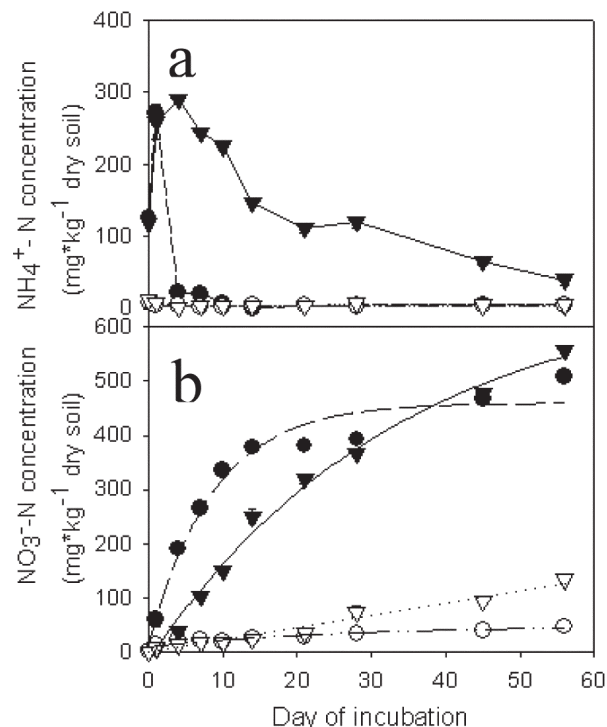 400
a
300
200
100
0
NH₄⁺- N concentration
(mg*kg⁻¹ dry soil)
600
b
500
400
300
200
100
0
NO₃⁻-N concentration
(mg*kg⁻¹ dry soil)
0 10 20 30 40 50 60
Day of incubation